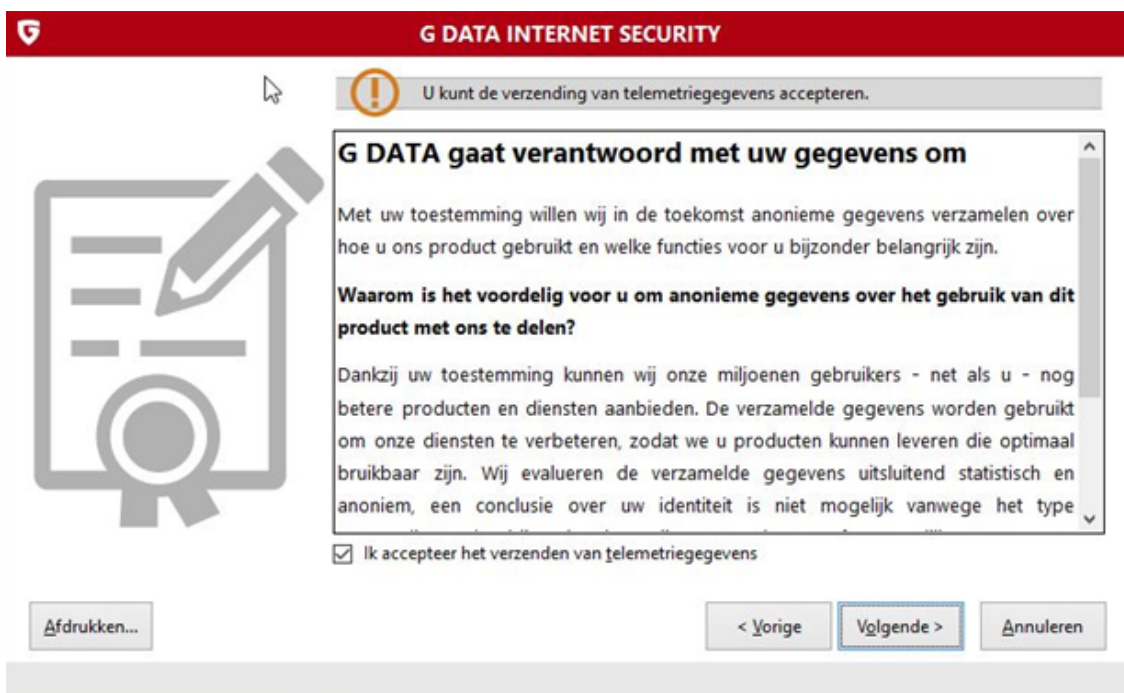 G DATA INTERNET SECURITY
U kunt de verzending van telemetriegegevens accepteren.
G DATA gaat verantwoord met uw gegevens om
Met uw toestemming willen wij in de toekomst anonieme gegevens verzamelen over
hoe u ons product gebruikt en welke functies voor u bijzonder belangrijk zijn.
Waarom is het voordelig voor u om anonieme gegevens over het gebruik van dit
product met ons te delen?
Dankzij uw toestemming kunnen wij onze miljoenen gebruikers - net als u - nog
betere producten en diensten aanbieden. De verzamelde gegevens worden gebruikt
om onze diensten te verbeteren, zodat we u producten kunnen leveren die optimaal
bruikbaar zijn. Wij evalueren de verzamelde gegevens uitsluitend statistisch en
anoniem, een conclusie over uw identiteit is niet mogelijk vanwege het type
Ik accepteer het verzenden van telemetriegegevens
Afdrukken...
< Vorige
Volgende >
Annuleren